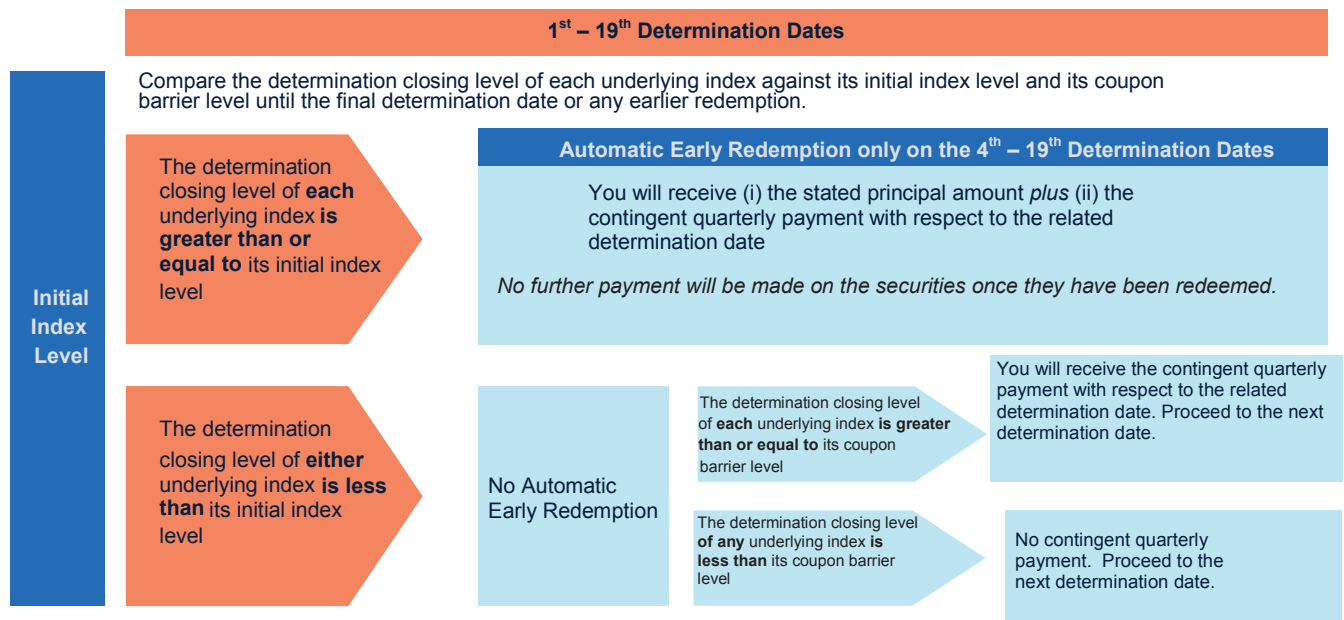 1st – 19th Determination Dates
Compare the determination closing level of each underlying index against its initial index level and its coupon
barrier level until the final determination date or any earlier redemption.
Initial
Index
Level
The determination
closing level of each
underlying index is
greater than or
equal to its initial index
level
Automatic Early Redemption only on the 4th – 19th Determination Dates
You will receive (i) the stated principal amount plus (ii) the
contingent quarterly payment with respect to the related
determination date
No further payment will be made on the securities once they have been redeemed.
The determination
closing level of either
underlying index is less
than its initial index
level
No Automatic
Early Redemption
The determination closing level
of each underlying index is greater
than or equal to its coupon
barrier level
You will receive the contingent quarterly
payment with respect to the related
determination date. Proceed to the next
determination date.
The determination closing level
of any underlying index is
less than its coupon barrier
level
No contingent quarterly
payment.  Proceed to the
next determination date.